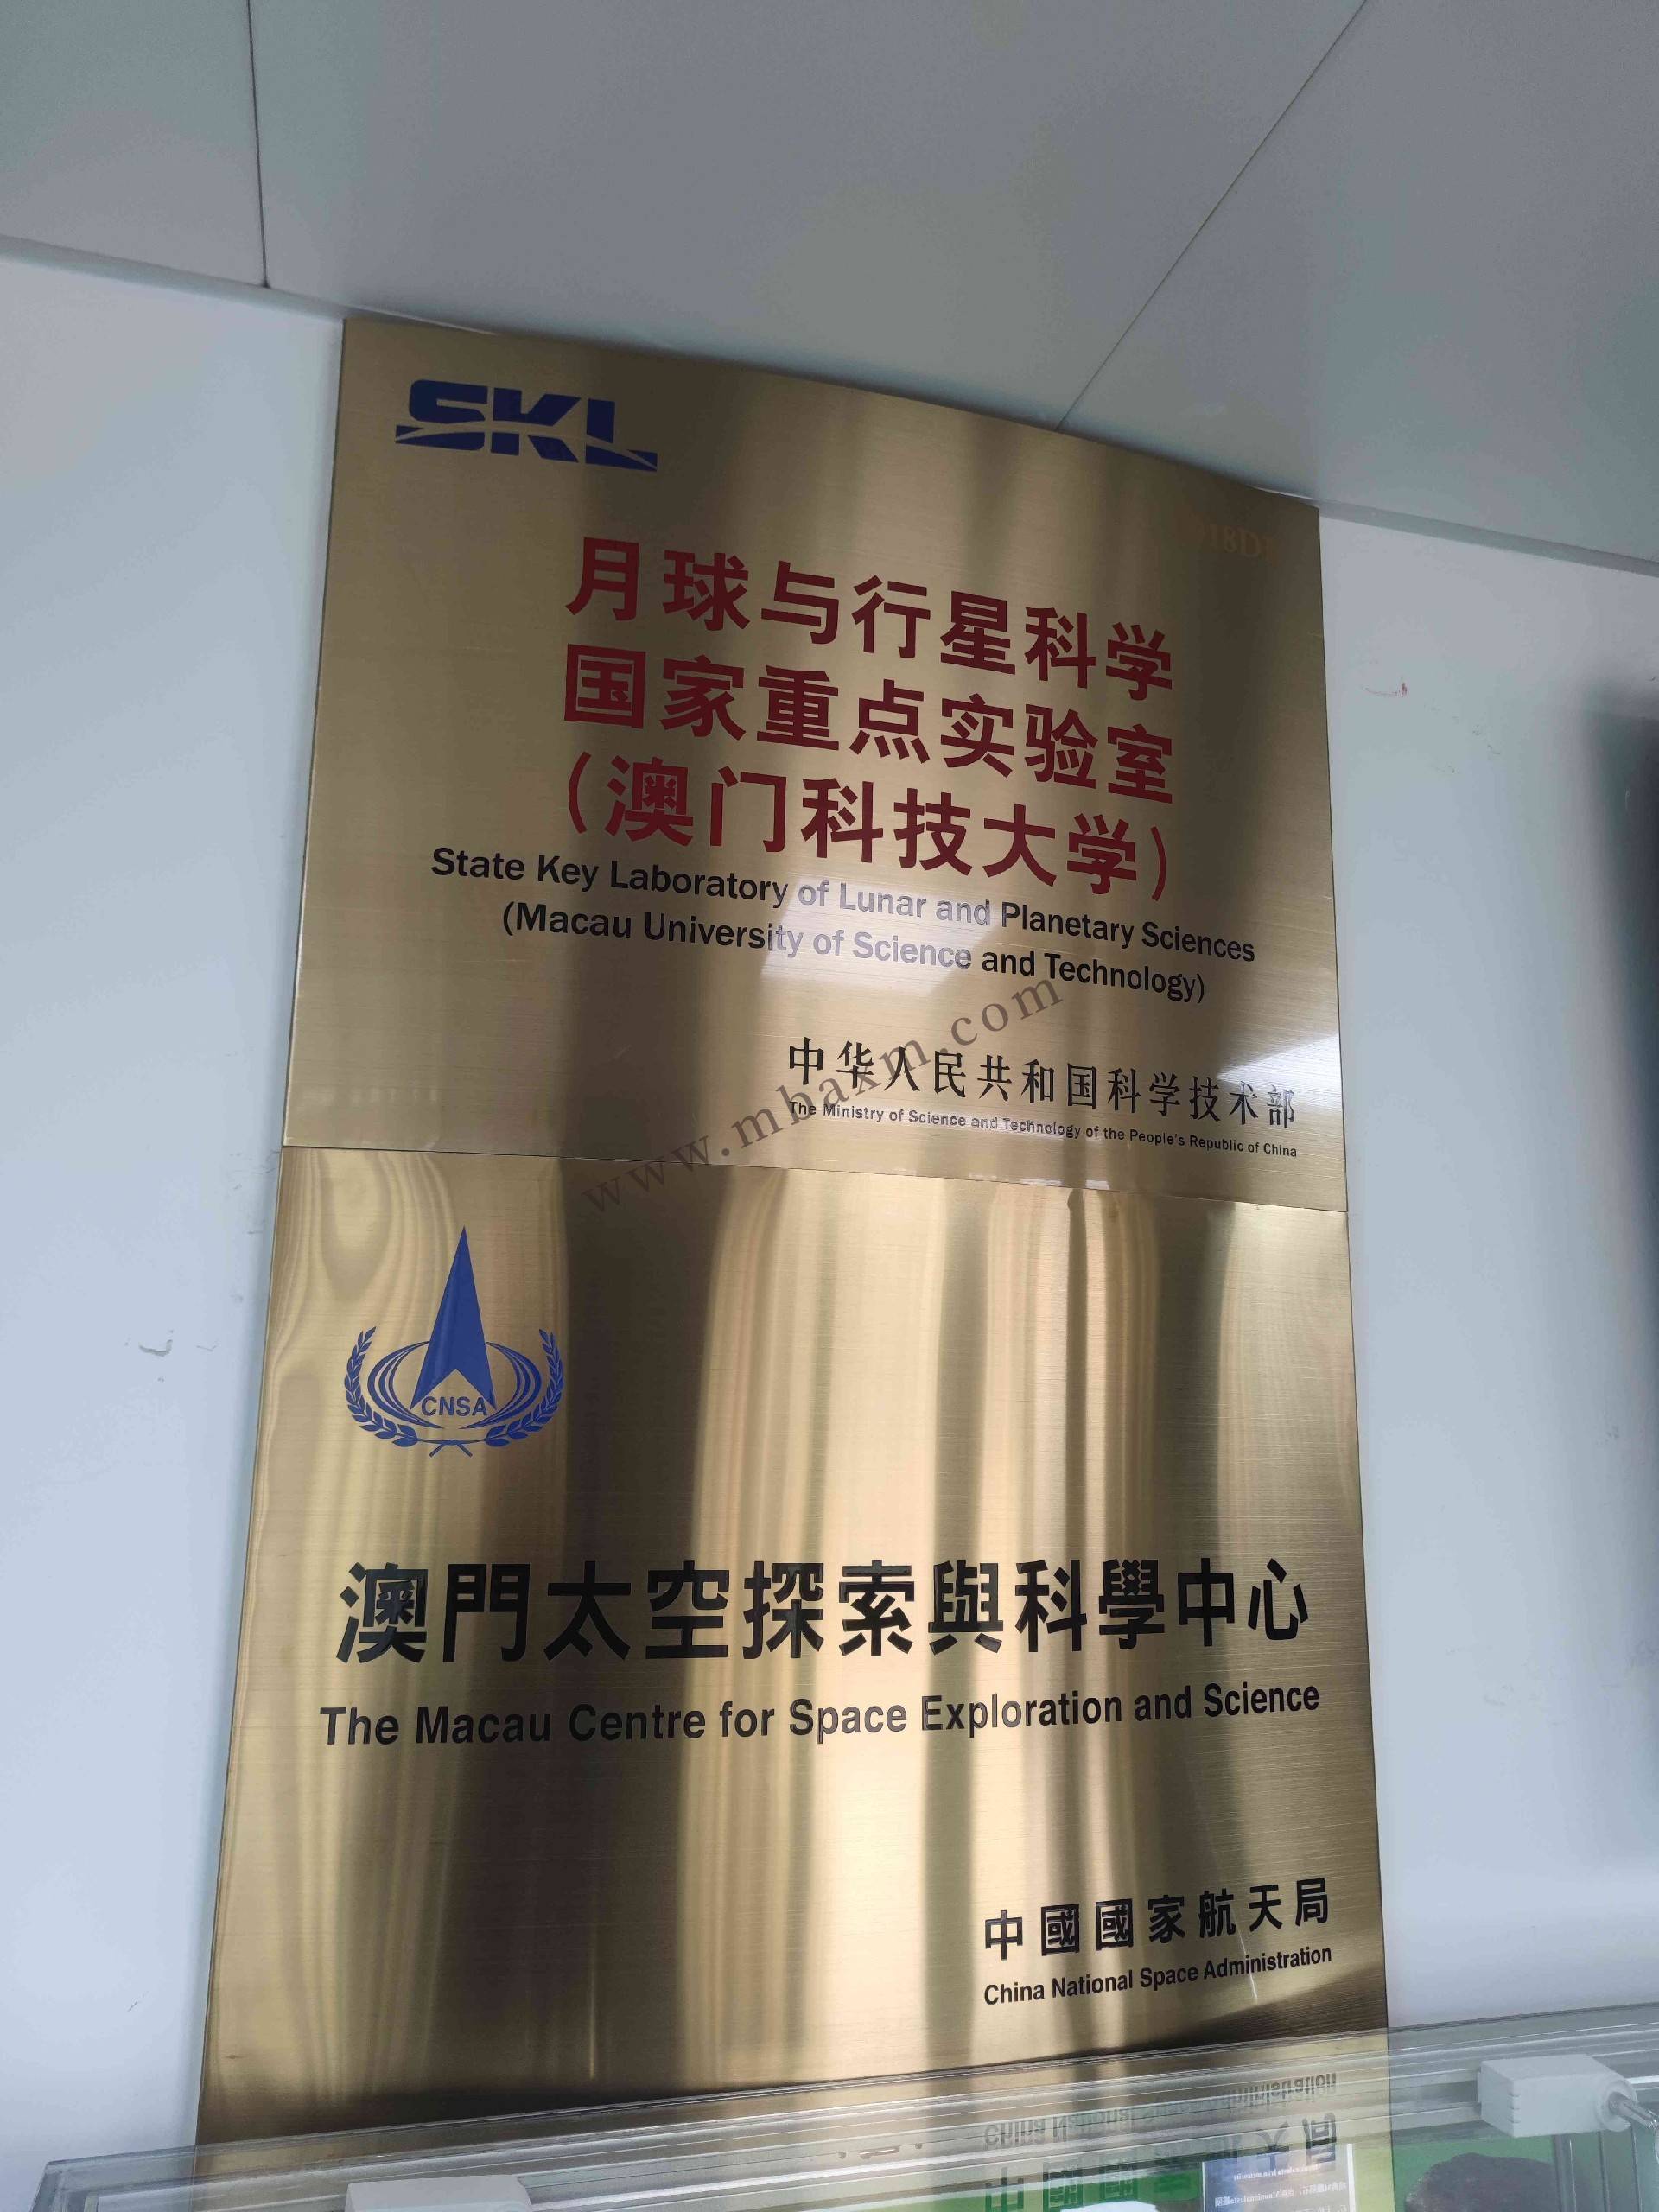 SKL
月球与行星科学
国家重点实验室
(澳门科技大学)
State Key Laboratory of Lunar and Planetary Sciences
(Macau University of Science and Technology)
中华人民共和国科学技术部
The Ministry of Science and Technology of the People's Republic of China
www.mbaxm.com
CNSA
澳門太空探索與科學中心
The Macau Centre for Space Exploration and Science
中國國家航天局
China National Space Administration